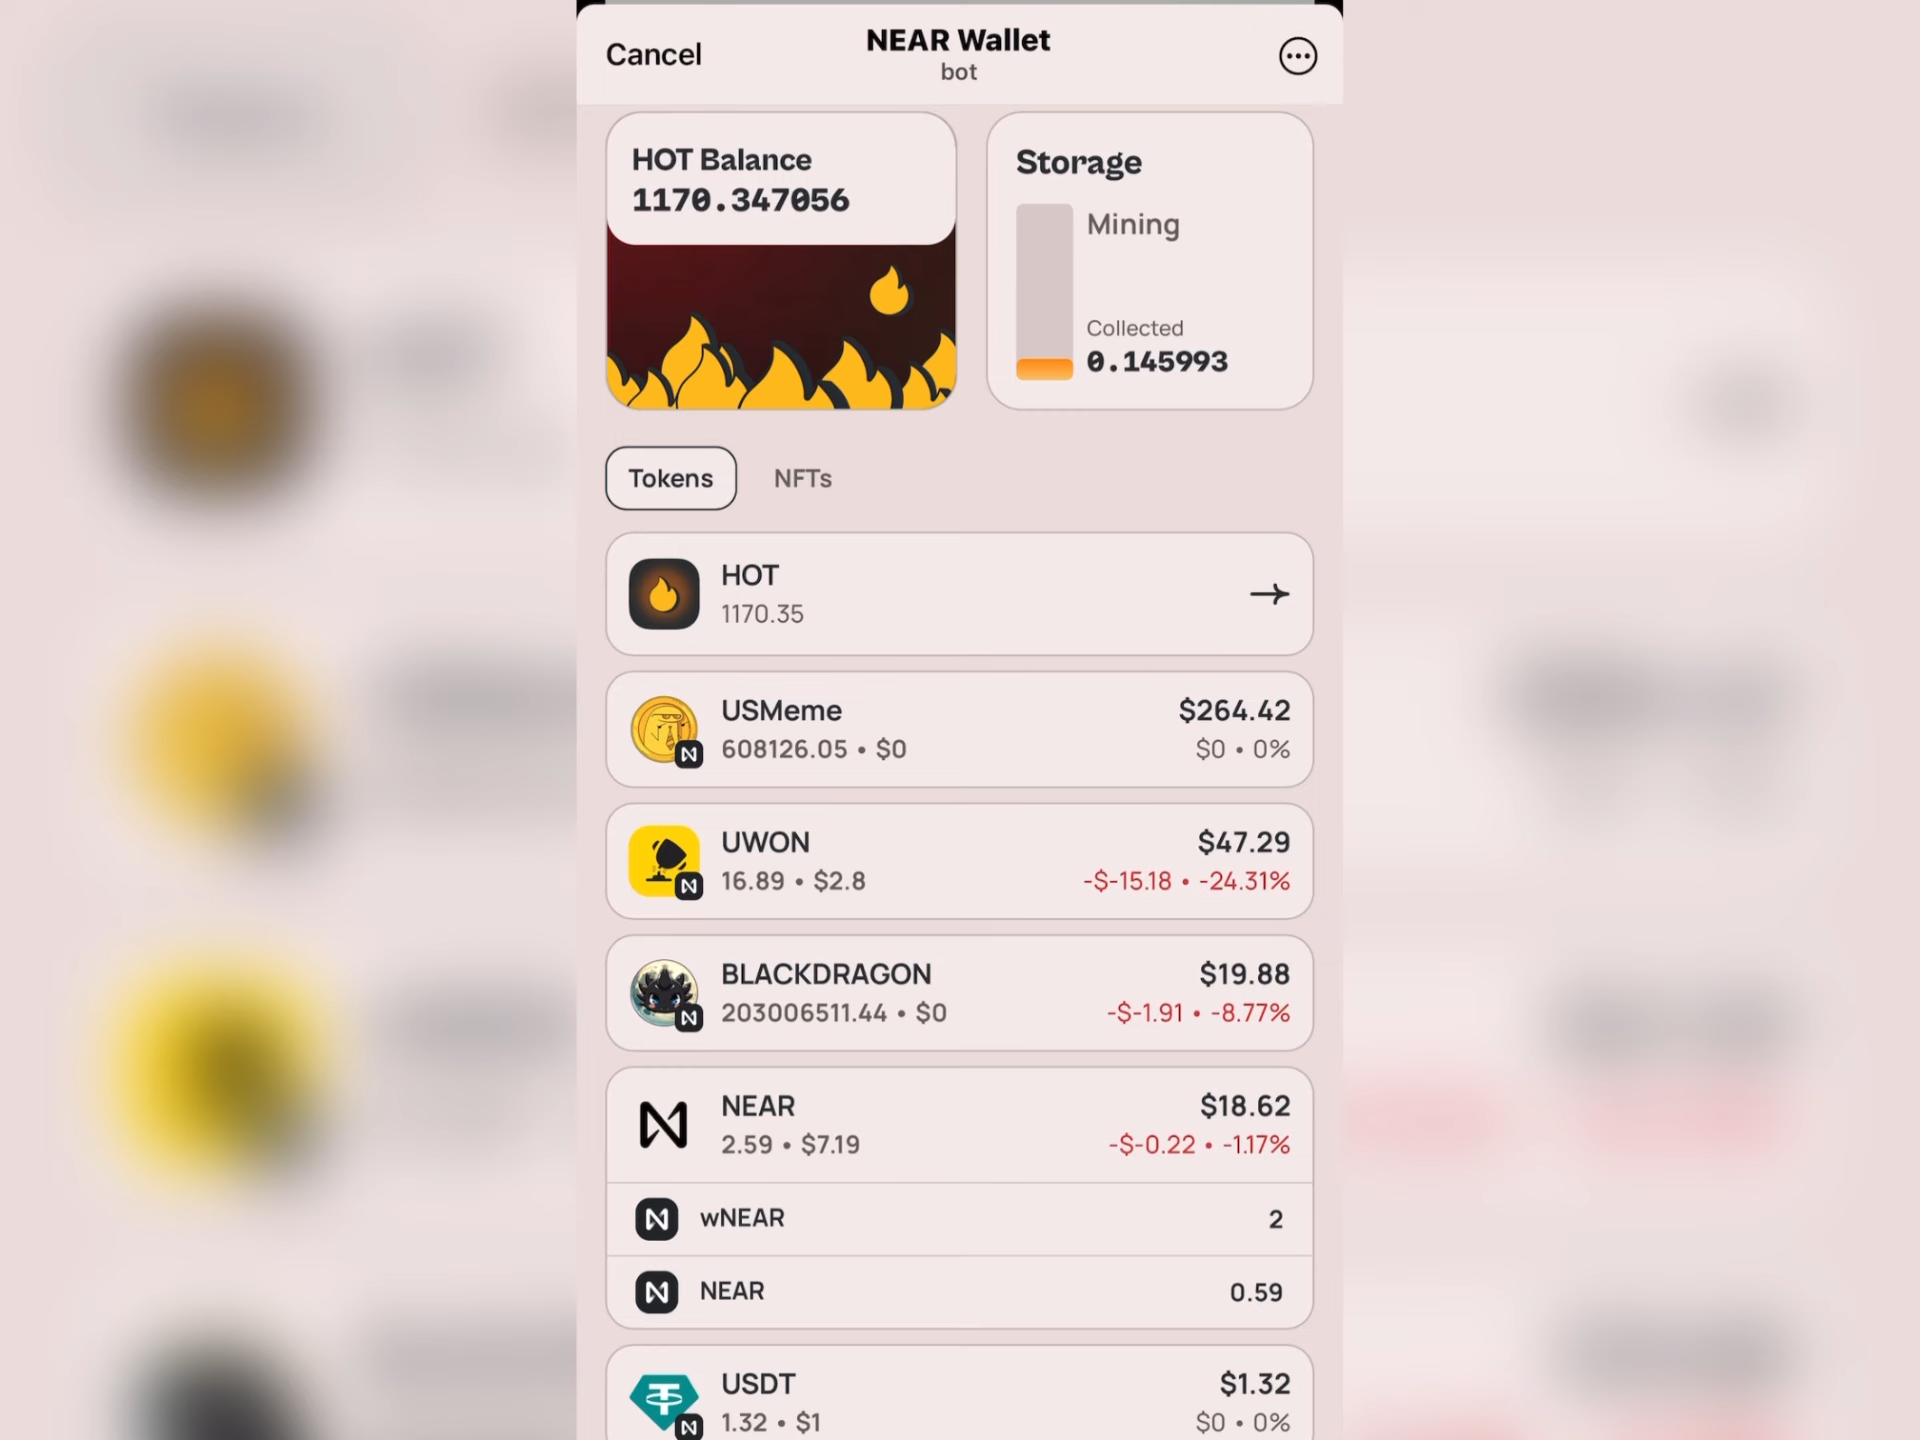 Cancel
NEAR Wallet
bot
HOT Balance
1170.347056
Storage
Mining
Collected
0.145993
Tokens
NFTs
HOT
1170.35
USMeme
$264.42
608126.05 • $0
$0 • 0%
UWON
$47.29
16.89 • $2.8
-$-15.18 • -24.31%
BLACKDRAGON
$19.88
203006511.44 • $0
-$-1.91 • -8.77%
NEAR
$18.62
2.59 • $7.19
-$-0.22 • -1.17%
wNEAR
2
NEAR
0.59
USDT
$1.32
1.32 • $1
$0 • 0%